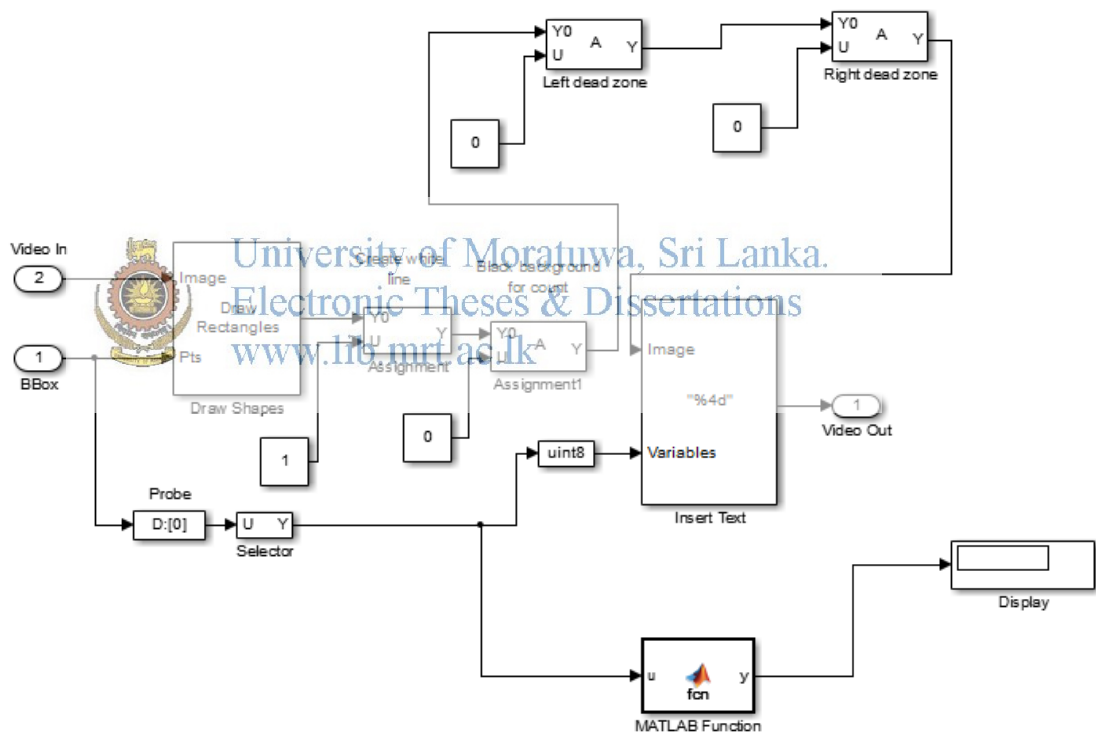 Y0
A
Y
U
Left dead zone
Y0
A
Y
U
Right dead zone
0
0
Video In
2
University of Moratuwa, Sri Lanka.
Electronic Theses & Dissertations
www.lib.mrt.ac.lk
Image
Draw
Rectangles
Pts
Draw Shapes
1
BBox
Create white
line
Y0
Y
U
Assignment
Black background
for count
Y0
A
Y
U
Assignment1
1
0
Image
"%4d"
Variables
Insert Text
1
Video Out
uint8
Probe
D:[0]
U Y
Selector
Display
u
fcn
y
MATLAB Function